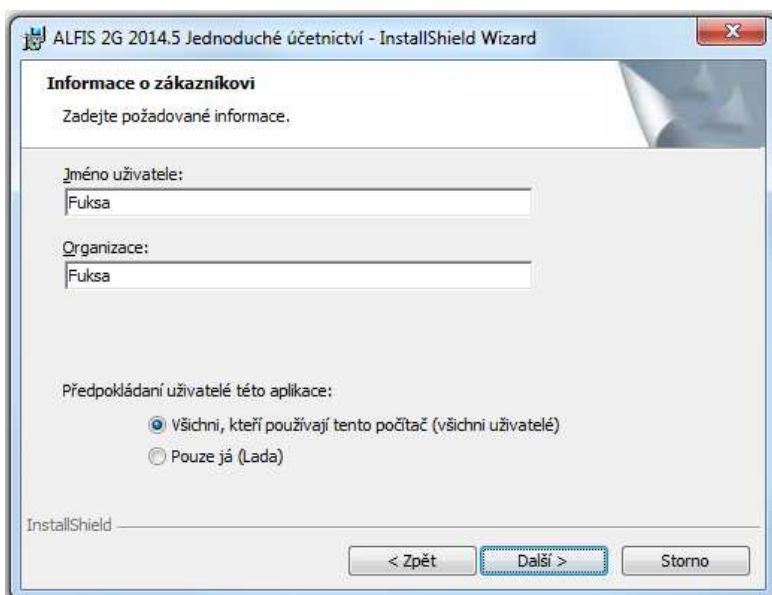 ALFIS 2G 2014.5 Jednoduché účetnictví - InstallShield Wizard
Informace o zákazníkovi
Zadejte požadované informace.
Jméno uživatele:
Fuksa
Organizace:
Fuksa
Předpokládaní uživatelé této aplikace:
Všichni, kteří používají tento počítač (všichni uživatelé)
Pouze já (Lada)
InstallShield
< Zpět Další > Storno